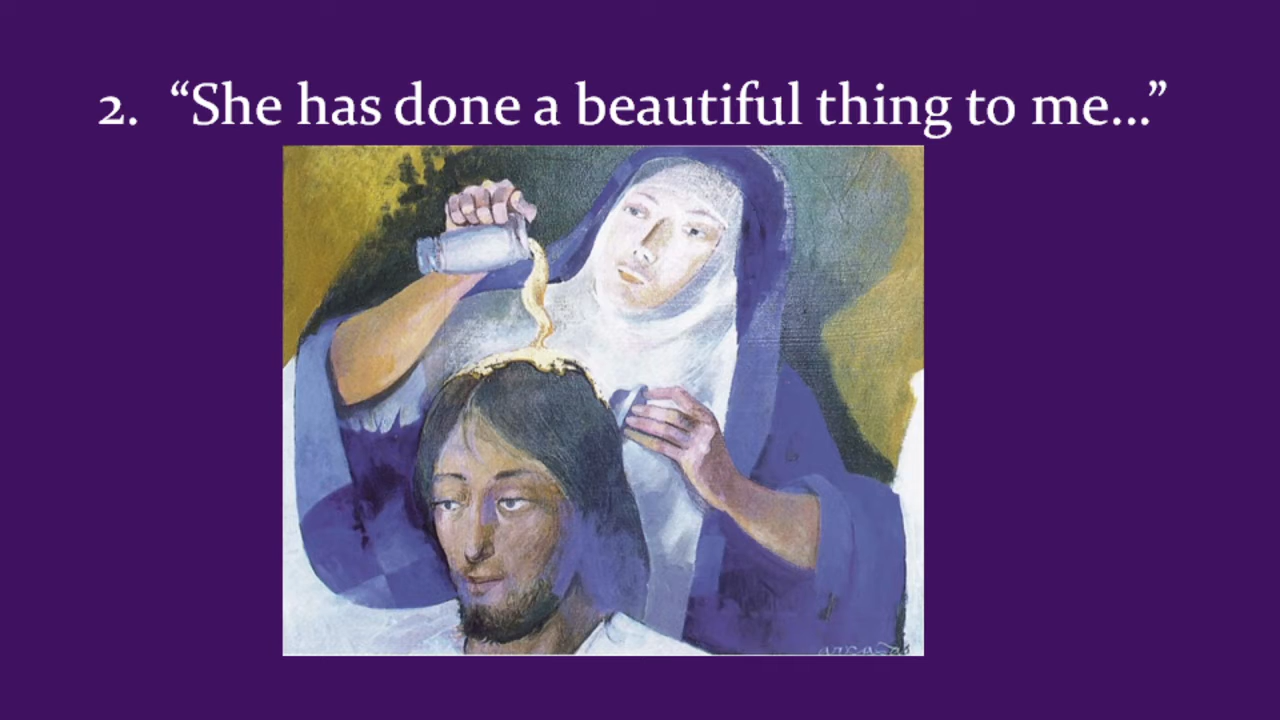 2. “She has done a beautiful thing to me...”